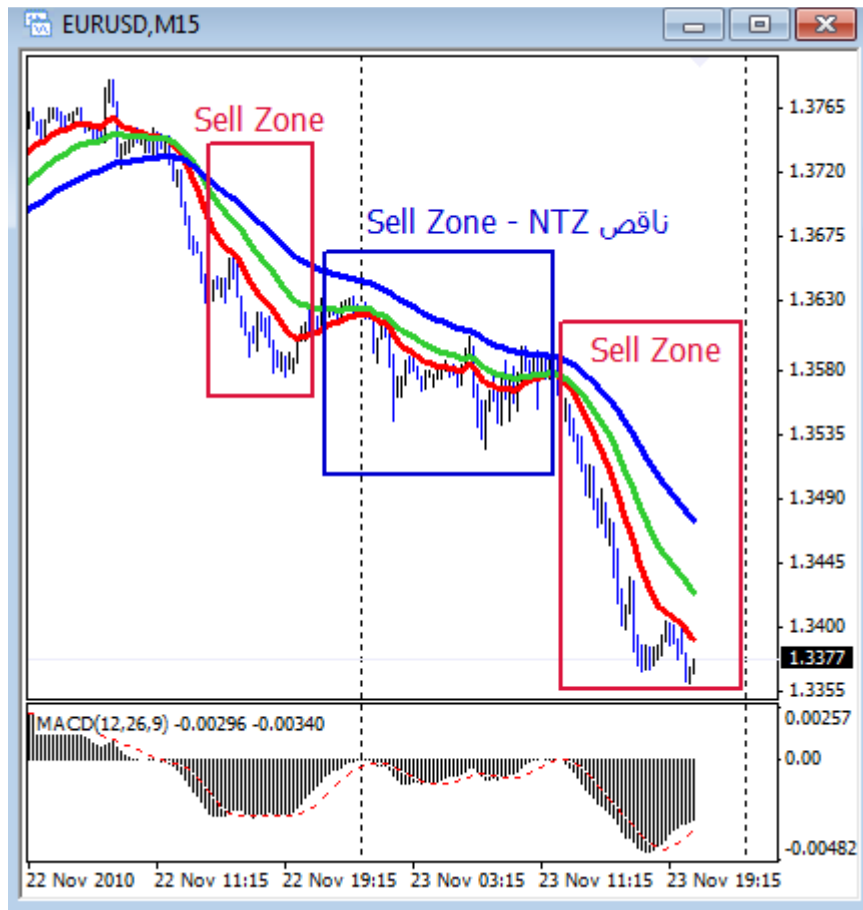 EURUSD,M15
Sell Zone
Sell Zone - NTZ ناقص
Sell Zone
1.3765
1.3720
1.3675
1.3630
1.3580
1.3535
1.3490
1.3445
1.3400
1.3377
1.3355
MACD(12,26,9) -0.00296 -0.00340
0.00257
0.00
-0.00482
22 Nov 2010 22 Nov 11:15 22 Nov 19:15 23 Nov 03:15 23 Nov 11:15 23 Nov 19:15